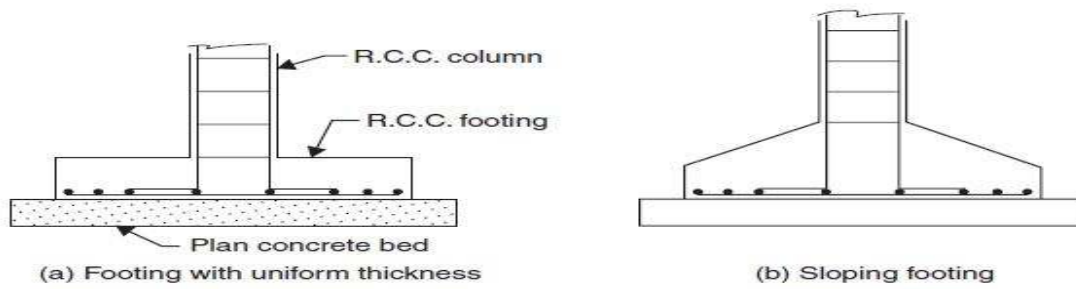 R.C.C. column
R.C.C. footing
Plan concrete bed
(a) Footing with uniform thickness
(b) Sloping footing